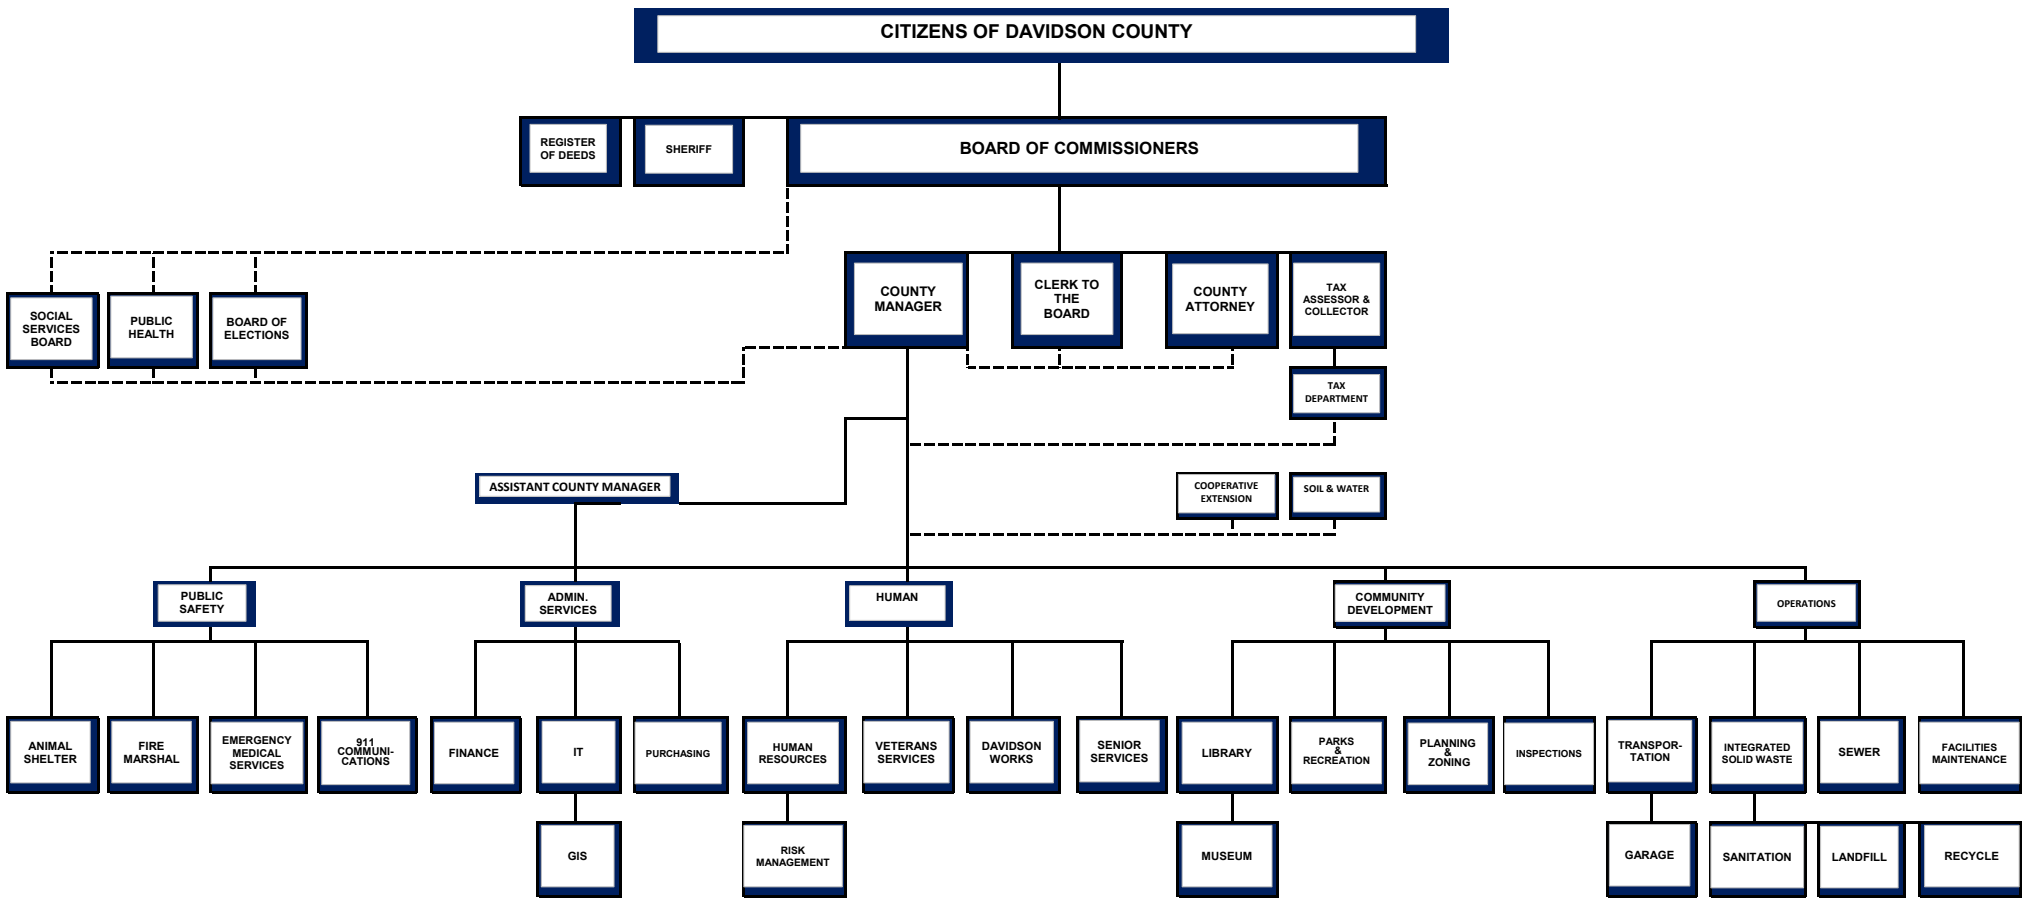 CITIZENS OF DAVIDSON COUNTY
REGISTER
OF DEEDS
SHERIFF
BOARD OF COMMISSIONERS
COUNTY
MANAGER
CLERK TO
THE
BOARD
COUNTY
ATTORNEY
TAX
ASSESSOR &
COLLECTOR
SOCIAL
SERVICES
BOARD
PUBLIC
HEALTH
BOARD OF
ELECTIONS
TAX
DEPARTMENT
ASSISTANT COUNTY MANAGER
COOPERATIVE
EXTENSION
SOIL & WATER
PUBLIC
SAFETY
ADMIN.
SERVICES
HUMAN
COMMUNITY
DEVELOPMENT
OPERATIONS
ANIMAL
SHELTER
FIRE
MARSHAL
EMERGENCY
MEDICAL
SERVICES
911
COMMUNI-
CATIONS
FINANCE
IT
PURCHASING
HUMAN
RESOURCES
VETERANS
SERVICES
DAVIDSON
WORKS
SENIOR
SERVICES
LIBRARY
PARKS
&
RECREATION
PLANNING
&
ZONING
INSPECTIONS
TRANSPOR-
TATION
INTEGRATED
SOLID WASTE
SEWER
FACILITIES
MAINTENANCE
GIS
RISK
MANAGEMENT
MUSEUM
GARAGE
SANITATION
LANDFILL
RECYCLE